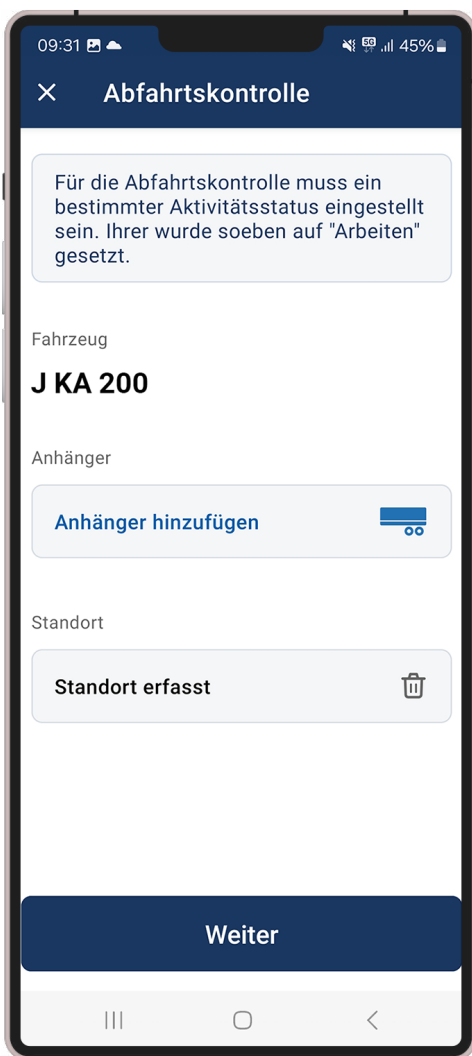 09:31 5G 45%
Abfahrtskontrolle
Für die Abfahrtskontrolle muss ein
bestimmter Aktivitätsstatus eingestellt
sein. Ihrer wurde soeben auf "Arbeiten"
gesetzt.
Fahrzeug
J KA 200
Anhänger
Anhänger hinzufügen
Standort
Standort erfasst
Weiter